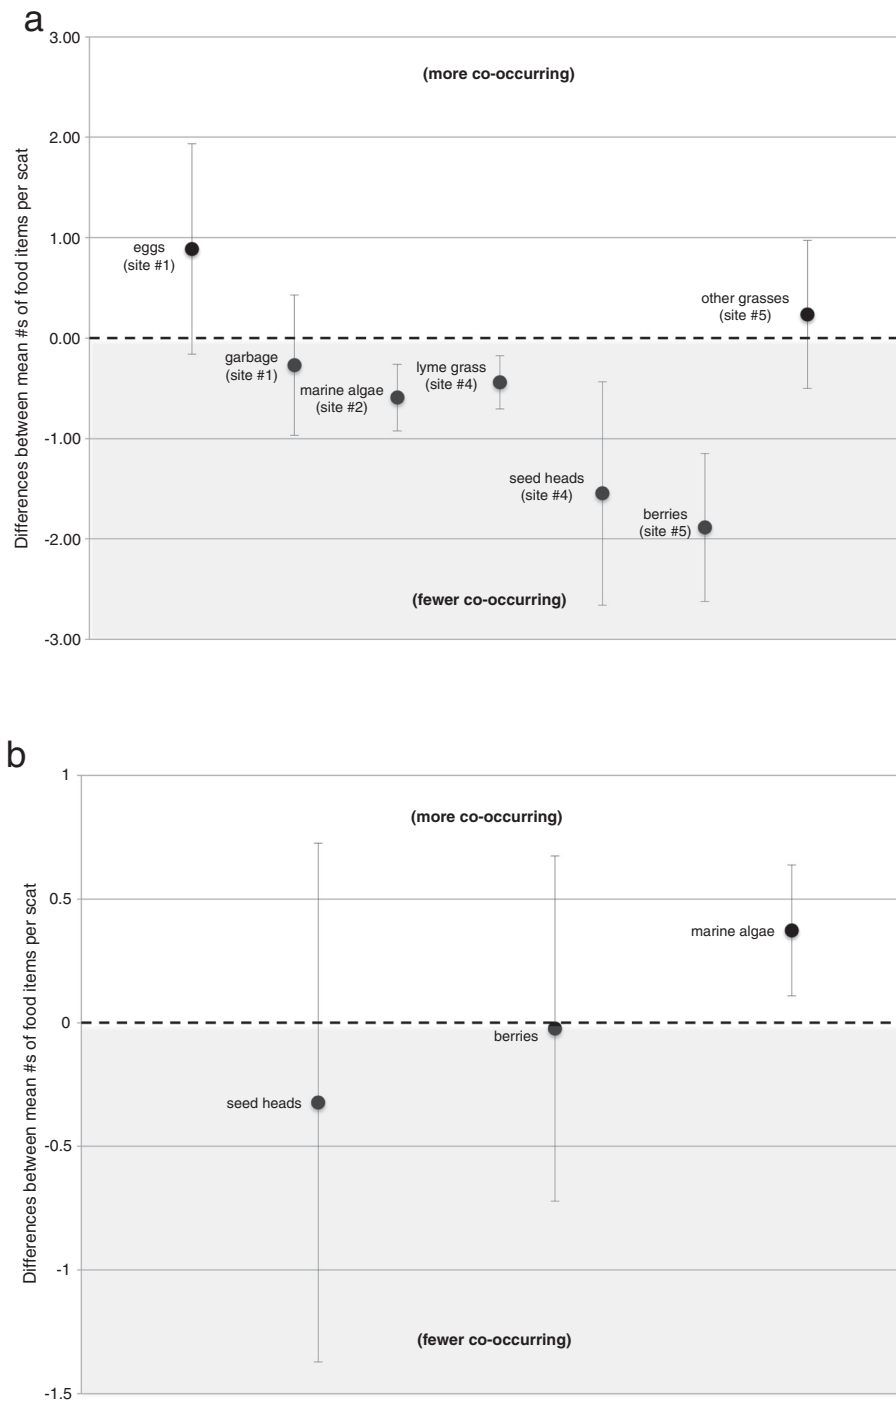 a
3.00
(more co-occurring)
2.00
1.00
eggs
(site #1)
other grasses
(site #5)
0.00
garbage
(site #1)
marine algae
(site #2)
lyme grass
(site #4)
-1.00
seed heads
(site #4)
berries
(site #5)
-2.00
(fewer co-occurring)
-3.00
Differences between mean #s of food items per scat
b
1
(more co-occurring)
0.5
marine algae
0
berries
seed heads
-0.5
-1
(fewer co-occurring)
-1.5
Differences between mean #s of food items per scat